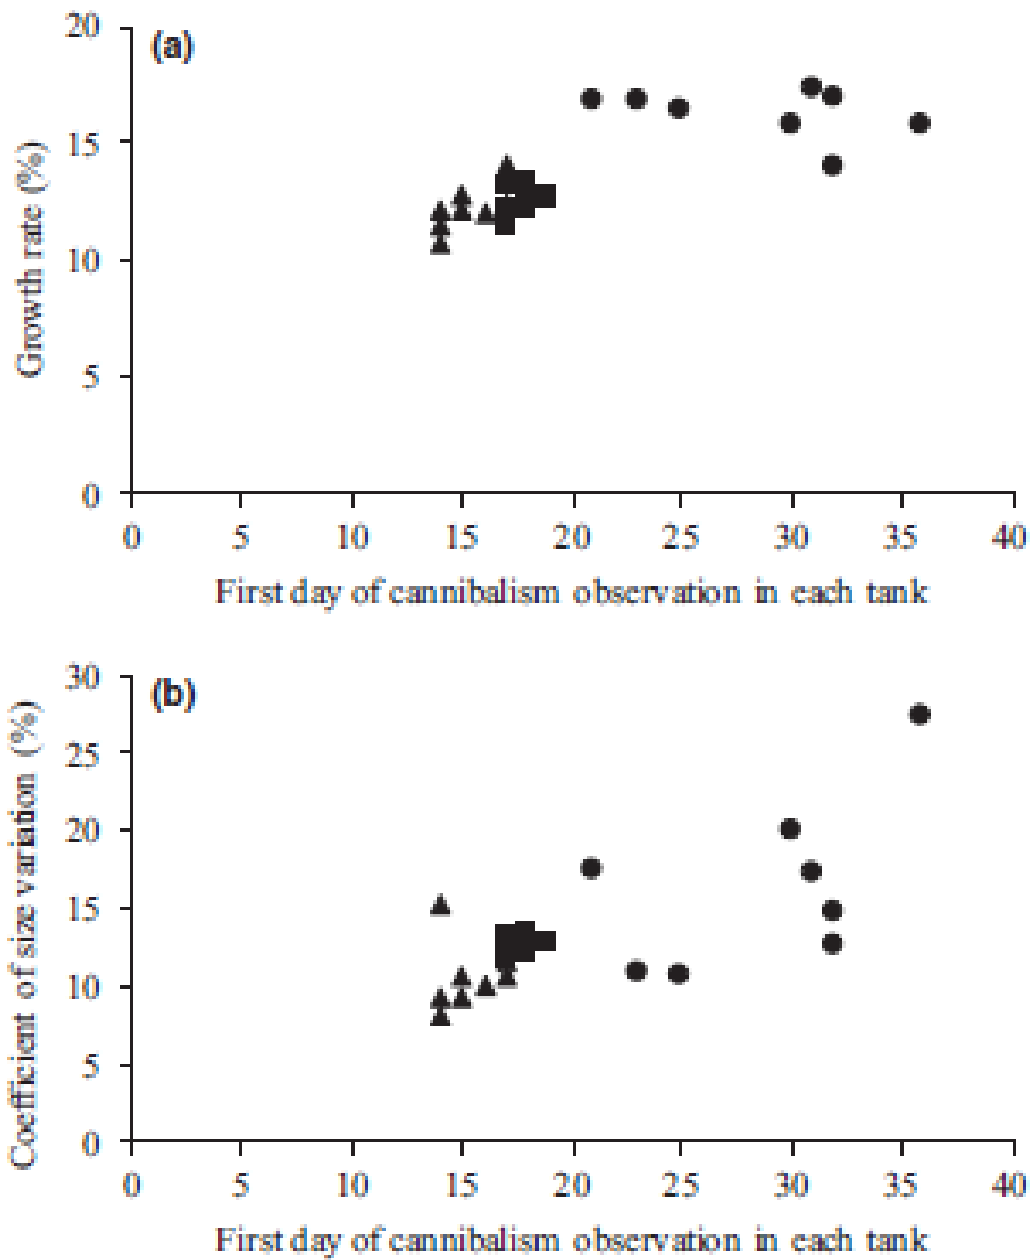 (a)
20
15
10
5
0
Growth rate (%)
0 5 10 15 20 25 30 35 40
First day of cannibalism observation in each tank
(b)
30
25
20
15
10
5
0
Coefficient of size variation (%)
0 5 10 15 20 25 30 35 40
First day of cannibalism observation in each tank